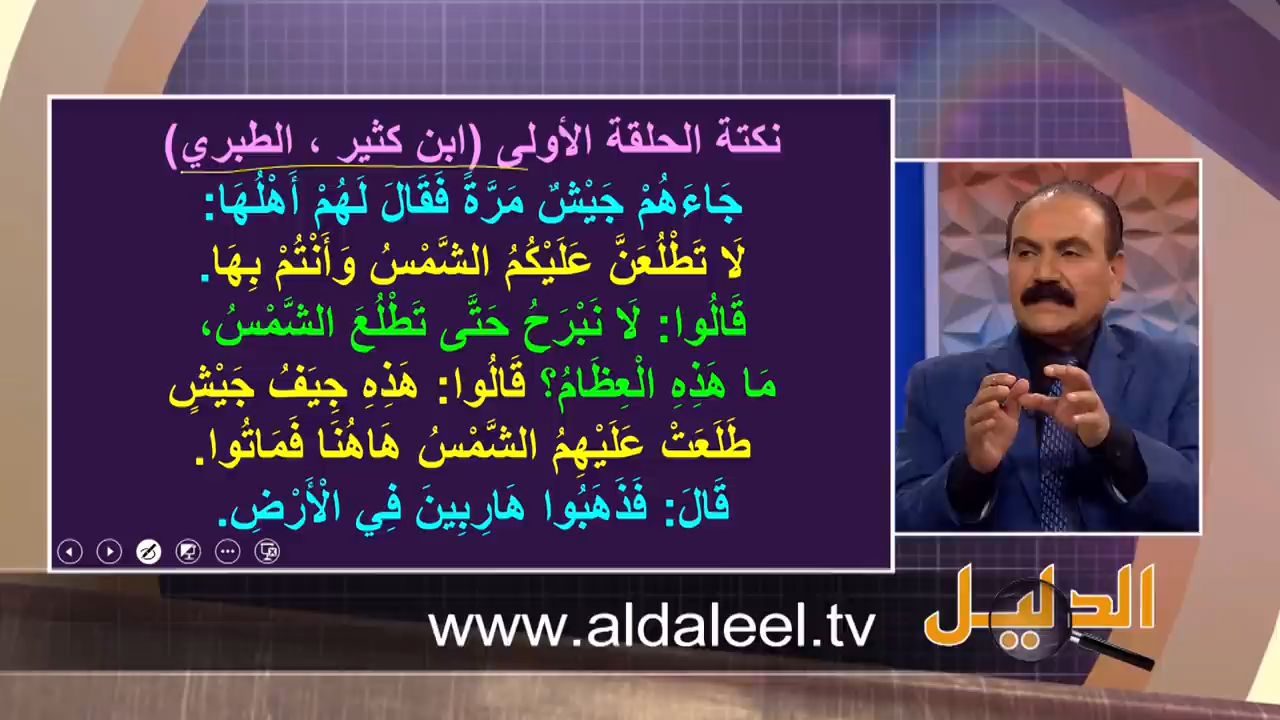 نكتة الحلقة الأولى (ابن كثير ، الطبري)
جَاءَهُمْ جَيْشٌ مَرَّةً فَقَالَ لَهُمْ أَهْلُهَا:
لَا تَطْلُعَنَّ عَلَيْكُمُ الشَّمْسُ وَأَنْتُمْ بِهَا.
قَالُوا: لَا نَبْرَحُ حَتَّى تَطْلُعَ الشَّمْسُ،
مَا هَذِهِ الْعِظَامُ؟ قَالُوا: هَذِهِ جِيَفُ جَيْشٍ
طَلَعَتْ عَلَيْهِمُ الشَّمْسُ هَاهُنَا فَمَاتُوا.
قَالَ: فَذَهَبُوا هَارِبِينَ فِي الْأَرْضِ.
www.aldaleel.tv
الدليل